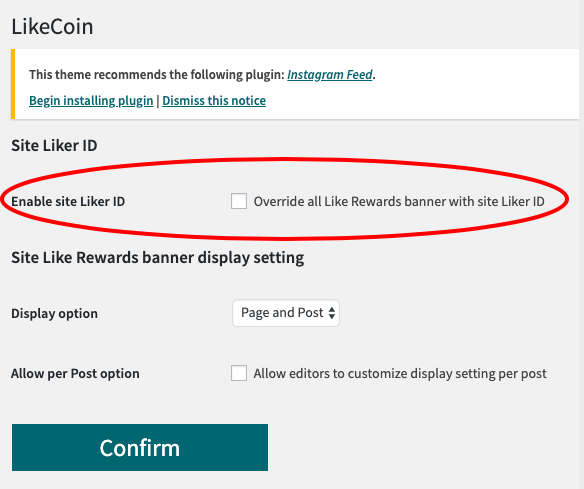 LikeCoin
This theme recommends the following plugin: Instagram Feed.
Begin installing plugin | Dismiss this notice
Site Liker ID
Enable site Liker ID Override all Like Rewards banner with site Liker ID
Site Like Rewards banner display setting
Display option Page and Post
Allow per Post option Allow editors to customize display setting per post
Confirm